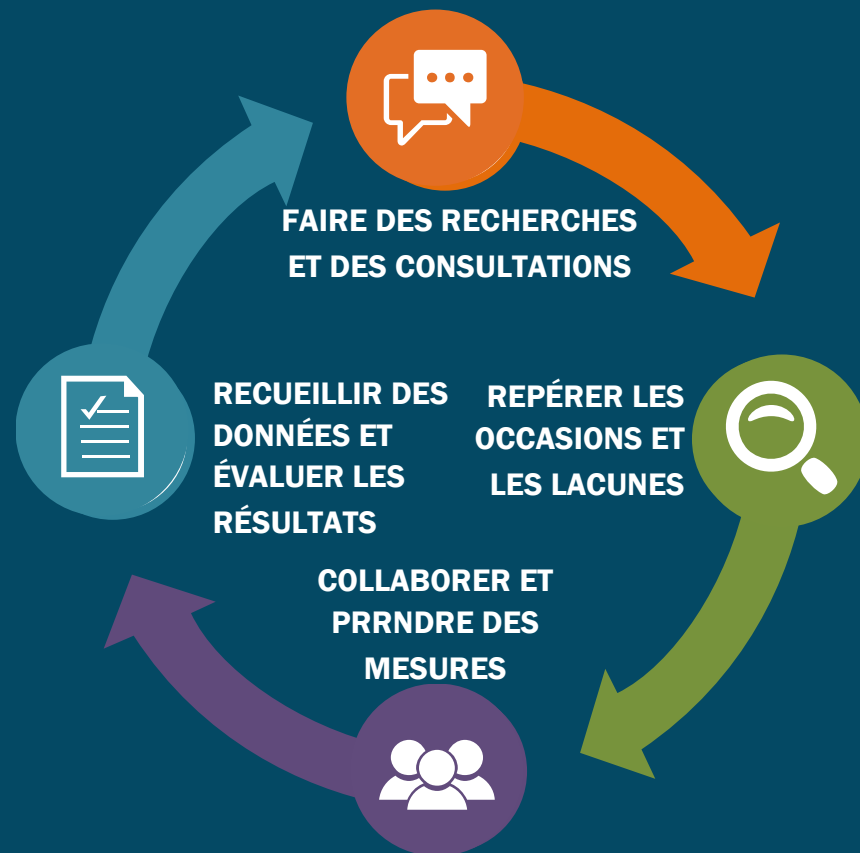 FAIRE DES RECHERCHES
ET DES CONSULTATIONS
REPÉRER LES
OCCASIONS ET
LES LACUNES
COLLABORER ET
PRRNDRE DES
MESURES
RECUEILLIR DES
DONNÉES ET
ÉVALUER LES
RÉSULTATS